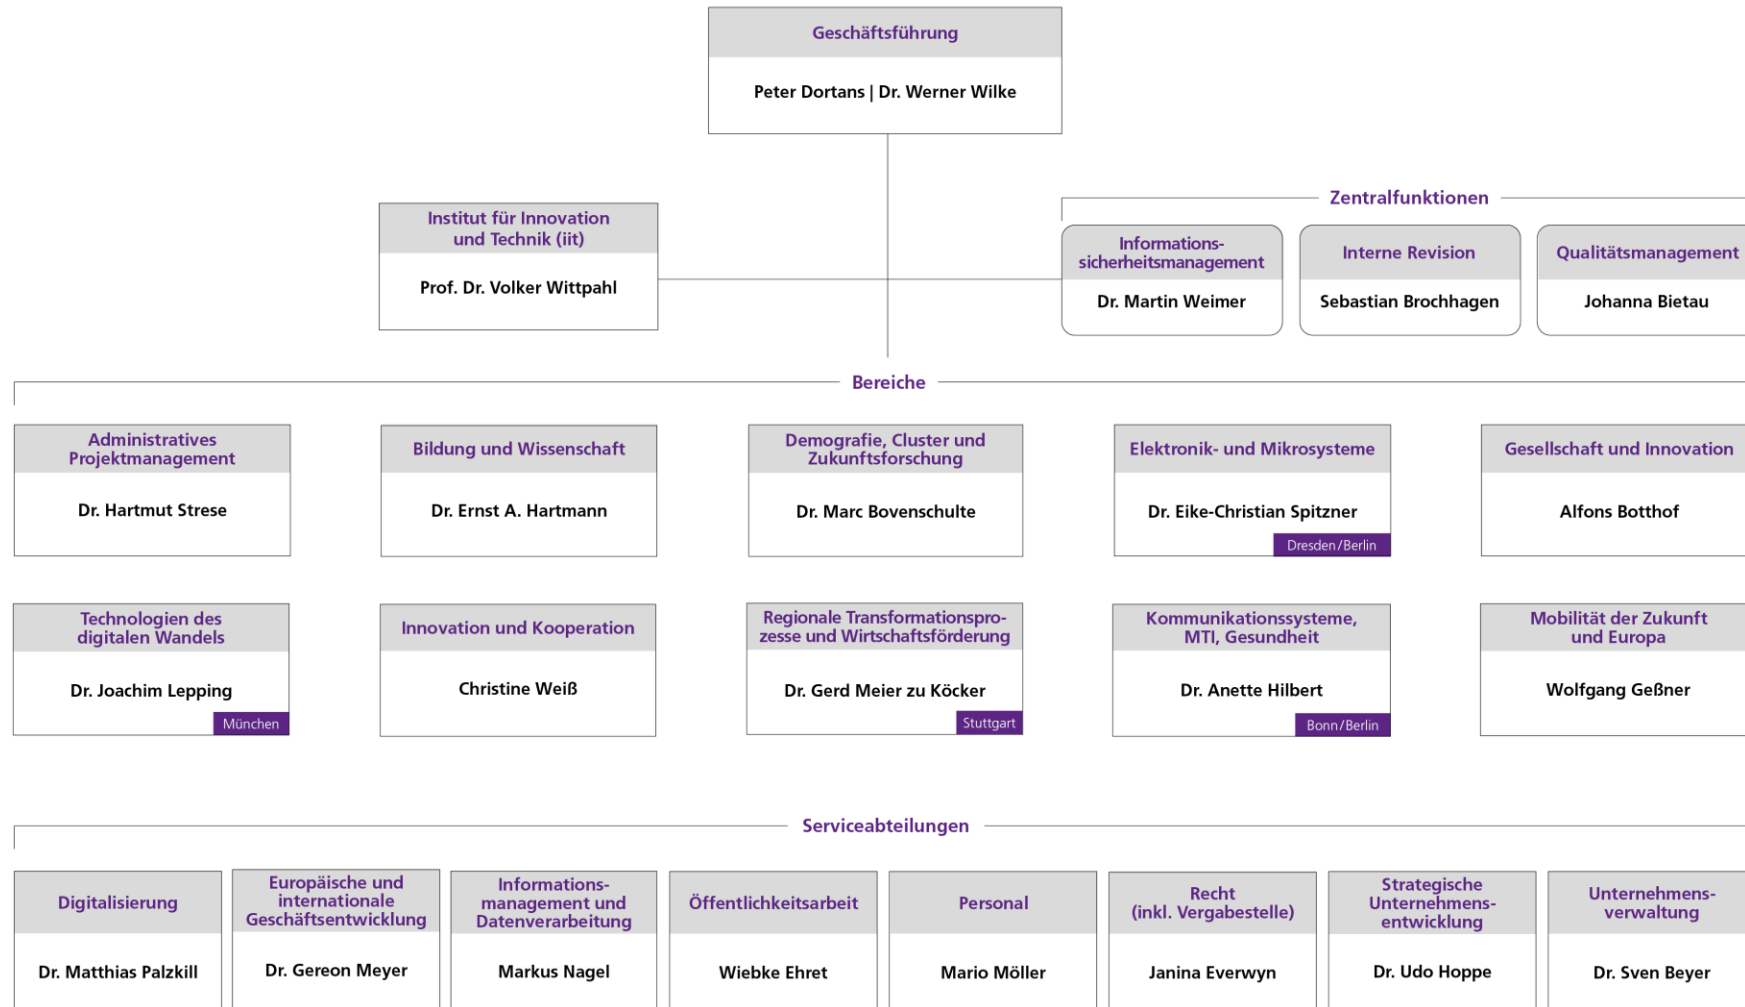 Geschäftsführung
Peter Dortans | Dr. Werner Wilke
Institut für Innovation
und Technik (iit)
Prof. Dr. Volker Wittpahl
Zentralfunktionen
Informations-
sicherheitsmanagement
Dr. Martin Weimer
Interne Revision
Sebastian Brochhagen
Qualitätsmanagement
Johanna Bietau
Bereiche
Administratives
Projektmanagement
Dr. Hartmut Strese
Bildung und Wissenschaft
Dr. Ernst A. Hartmann
Demografie, Cluster und
Zukunftsforschung
Dr. Marc Bovenschulte
Elektronik- und Mikrosysteme
Dr. Eike-Christian Spitzner
Dresden/Berlin
Gesellschaft und Innovation
Alfons Botthof
Technologien des
digitalen Wandels
Dr. Joachim Lepping
München
Innovation und Kooperation
Christine Weiß
Regionale Transformationspro-
zesse und Wirtschaftsförderung
Dr. Gerd Meier zu Köcker
Stuttgart
Kommunikationssysteme,
MTI, Gesundheit
Dr. Anette Hilbert
Bonn/Berlin
Mobilität der Zukunft
und Europa
Wolfgang Geßner
Serviceabteilungen
Digitalisierung
Dr. Matthias Palzkill
Europäische und
internationale
Geschäftsentwicklung
Dr. Gereon Meyer
Informations-
management und
Datenverarbeitung
Markus Nagel
Öffentlichkeitsarbeit
Wiebke Ehret
Personal
Mario Möller
Recht
(inkl. Vergabestelle)
Janina Everwyn
Strategische
Unternehmens-
entwicklung
Dr. Udo Hoppe
Unternehmens-
verwaltung
Dr. Sven Beyer